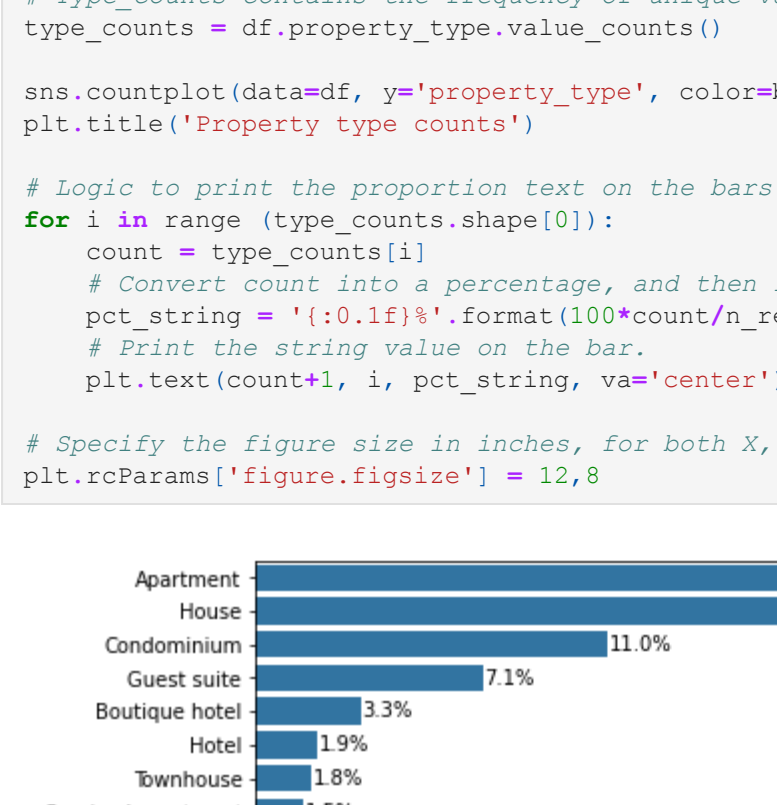 type_counts = df.property_type.value_counts()
sns.countplot(data=df, y='property_type', color=
plt.title('Property type counts')
# Logic to print the proportion text on the bars
for i in range (type_counts.shape[0]):
    count = type_counts[i]
    # Convert count into a percentage, and then
    pct_string = '{:0.1f}%'.format(100*count/n_re
    # Print the string value on the bar.
    plt.text(count+1, i, pct_string, va='center')
# Specify the figure size in inches, for both X,
plt.rcParams['figure.figsize'] = 12,8
Apartment
House
Condominium 11.0%
Guest suite 7.1%
Boutique hotel 3.3%
Hotel 1.9%
Townhouse 1.8%